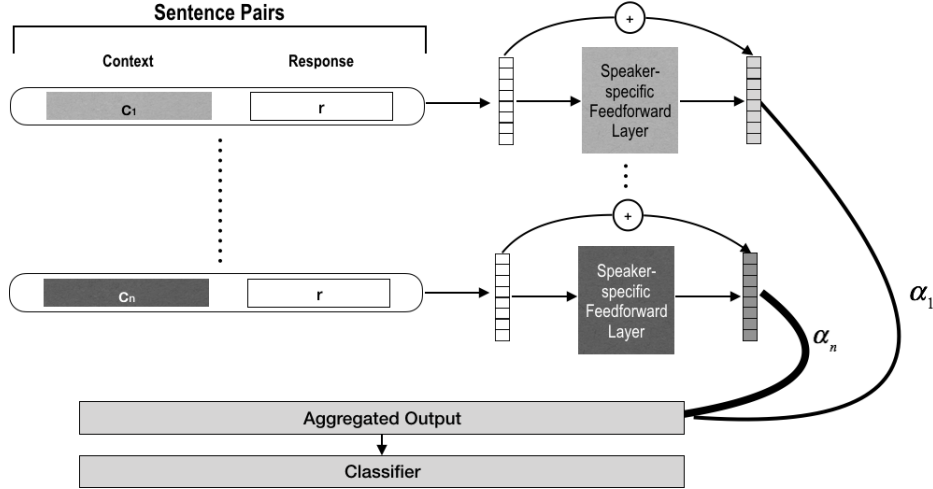 Sentence Pairs
Context
Response
C1
r
+
Speaker-
specific
Feedforward
Layer
α1
Cn
r
+
Speaker-
specific
Feedforward
Layer
αn
Aggregated Output
Classifier